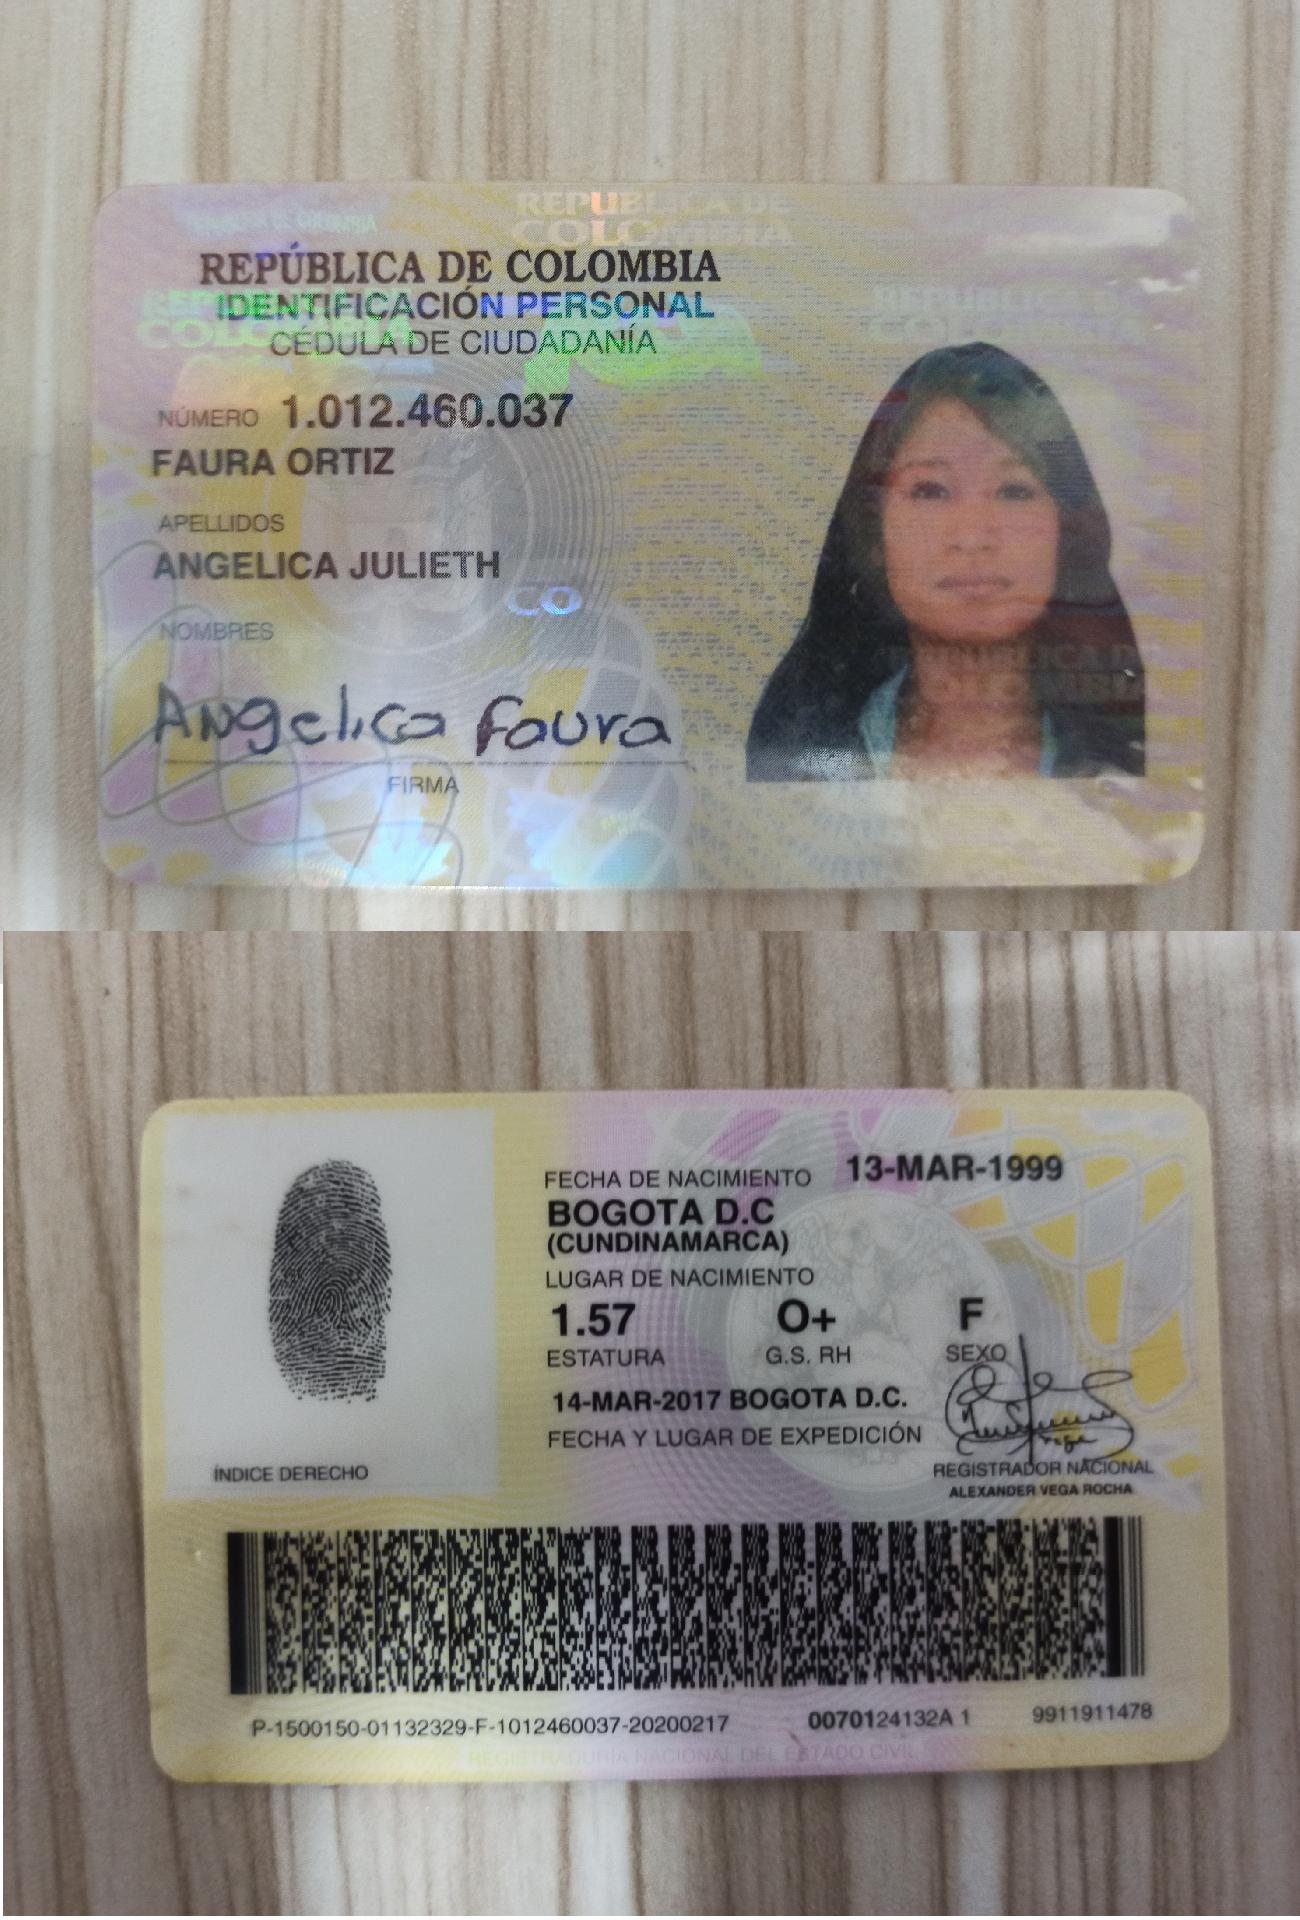 REPUBLICA DE
COLOMBIA
REPÚBLICA DE COLOMBIA
IDENTIFICACIÓN PERSONAL
CÉDULA DE CIUDADANÍA
NÚMERO 1.012.460.037
FAURA ORTIZ
APELLIDOS
ANGELICA JULIETH
CO
NOMBRES
Angelica Faura
FIRMA
FECHA DE NACIMIENTO 13-MAR-1999
BOGOTA D.C
(CUNDINAMARCA)
LUGAR DE NACIMIENTO
1.57 O+ F
ESTATURA G.S. RH SEXO
14-MAR-2017 BOGOTA D.C.
FECHA Y LUGAR DE EXPEDICIÓN
ÍNDICE DERECHO
REGISTRADOR NACIONAL
ALEXANDER VEGA ROCHA
P-1500150-01132329-F-1012460037-20200217 0070124132A 1 9911911478
REGISTRADURÍA NACIONAL DEL ESTADO CIVIL